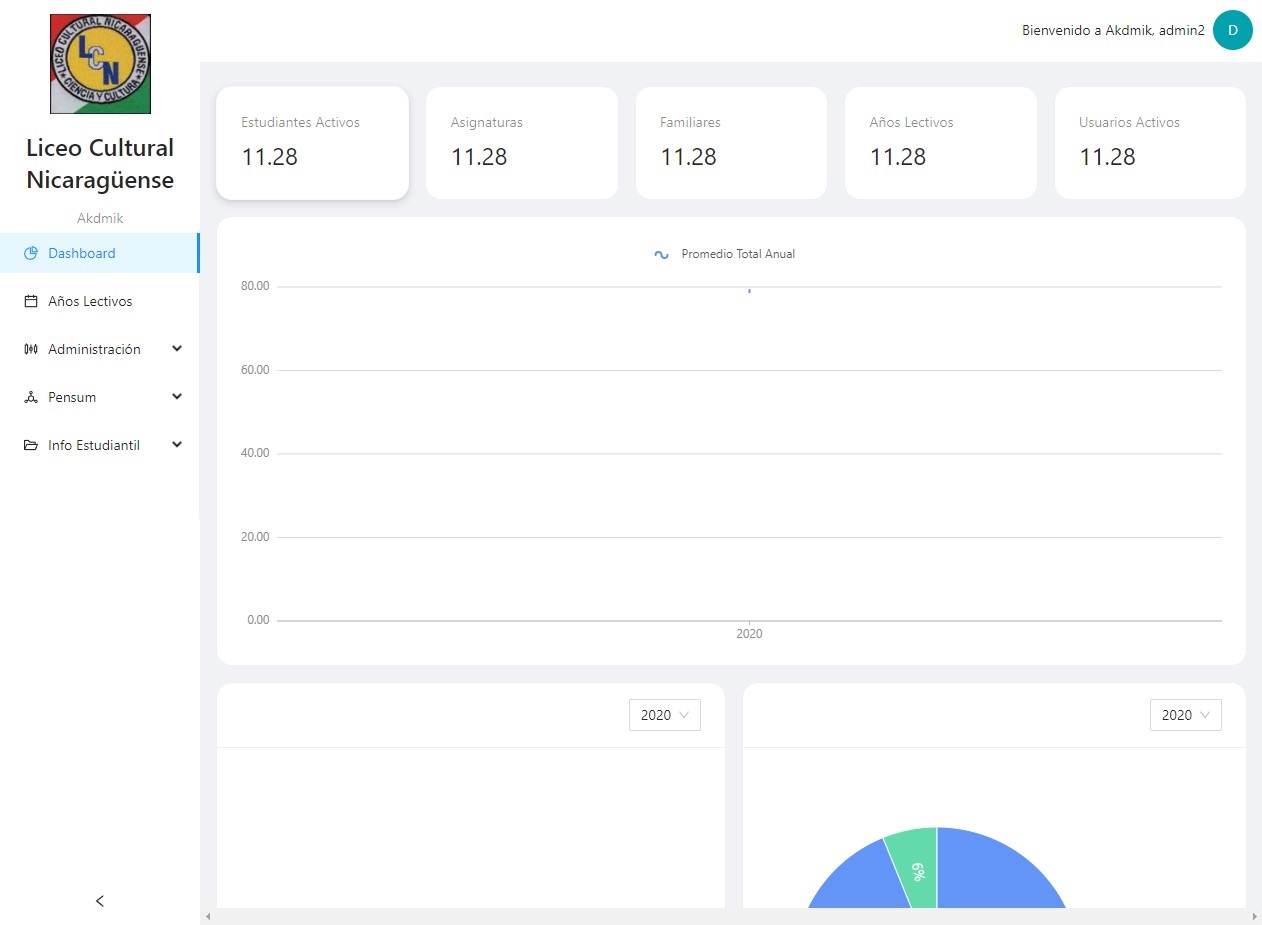 LICEO CULTURAL NICARAGÜENSE
LCN
CIENCIA Y CULTURA
Liceo Cultural
Nicaragüense
Akdmik
Dashboard
Años Lectivos
Administración
Pensum
Info Estudiantil
Bienvenido a Akdmik, admin2
D
Estudiantes Activos
11.28
Asignaturas
11.28
Familiares
11.28
Años Lectivos
11.28
Usuarios Activos
11.28
Promedio Total Anual
80.00
60.00
40.00
20.00
0.00
2020
2020
2020
6%